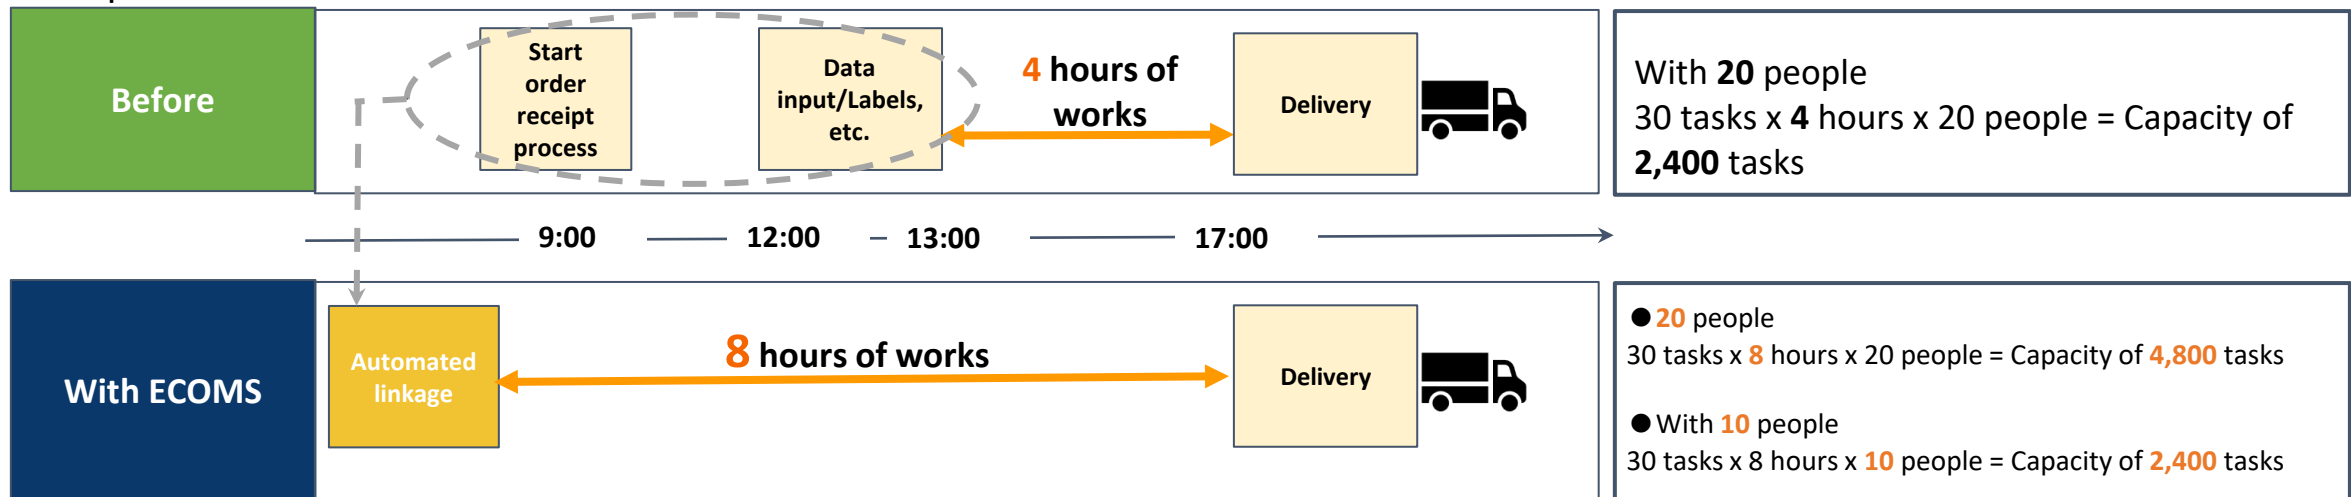 Before
Start
order
receipt
process
Data
input/Labels,
etc.
4 hours of
works
Delivery
With 20 people
30 tasks x 4 hours x 20 people = Capacity of
2,400 tasks
9:00
12:00
13:00
17:00
With ECOMS
Automated
linkage
8 hours of works
Delivery
●20 people
30 tasks x 8 hours x 20 people = Capacity of 4,800 tasks
●With 10 people
30 tasks x 8 hours x 10 people = Capacity of 2,400 tasks